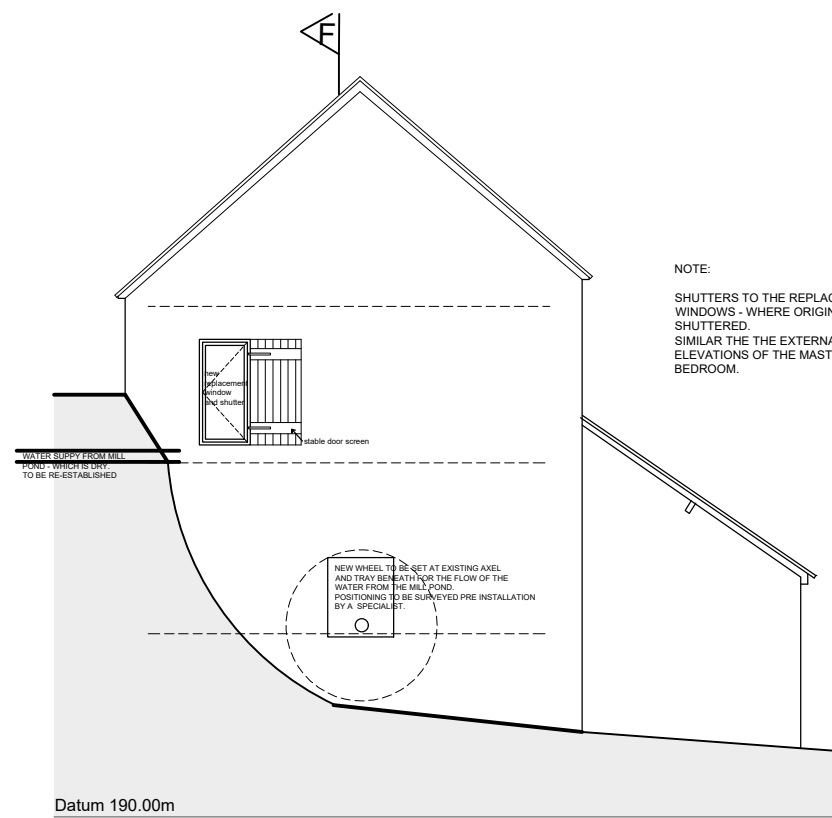 F
NOTE:
SHUTTERS TO THE REPLAC
WINDOWS - WHERE ORIGIN
SHUTTERED.
SIMILAR THE THE EXTERNA
ELEVATIONS OF THE MAST
BEDROOM.
new
replacement
window
and shutter
stable door screen
WATER SUPPY FROM MILL
POND - WHICH IS DRY.
TO BE RE-ESTABLISHED
NEW WHEEL TO BE SET AT EXISTING AXEL
AND TRAY BENEATH FOR THE FLOW OF THE
WATER FROM THE MILL POND.
POSITIONING TO BE SURVEYED PRE INSTALLATION
BY A SPECIALIST.
Datum 190.00m